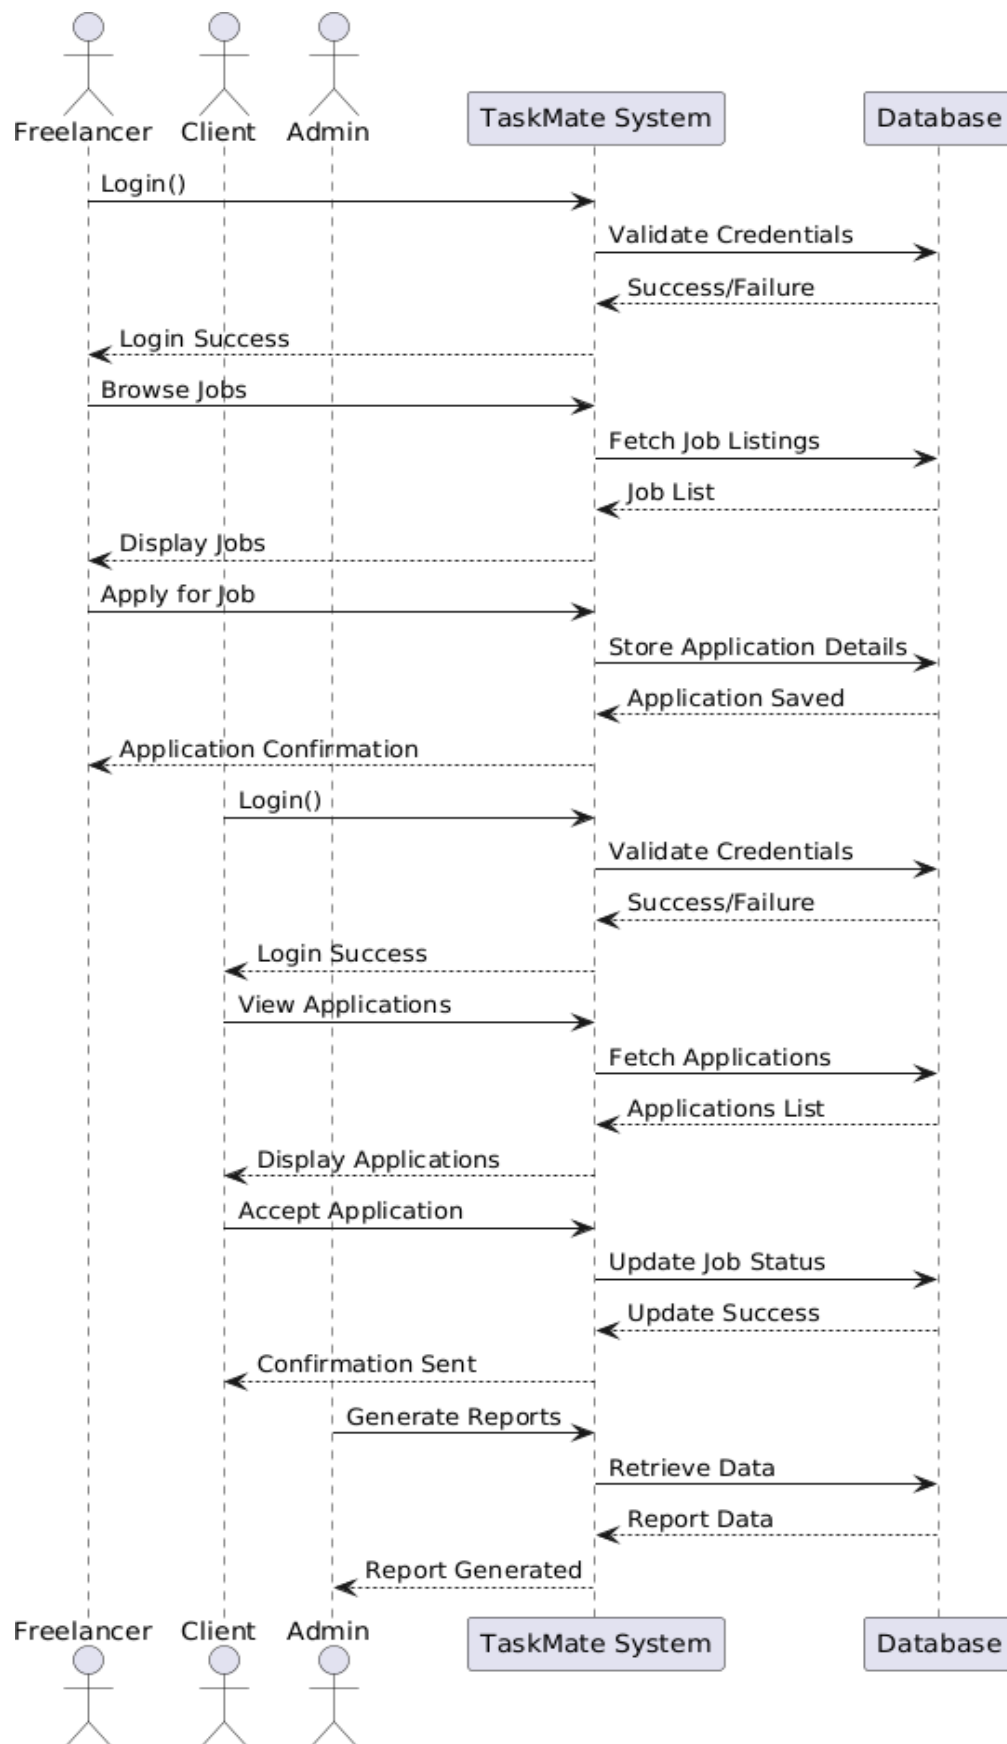 Freelancer Client Admin TaskMate System Database
Login()
Validate Credentials
Success/Failure
Login Success
Browse Jobs
Fetch Job Listings
Job List
Display Jobs
Apply for Job
Store Application Details
Application Saved
Application Confirmation
Login()
Validate Credentials
Success/Failure
Login Success
View Applications
Fetch Applications
Applications List
Display Applications
Accept Application
Update Job Status
Update Success
Confirmation Sent
Generate Reports
Retrieve Data
Report Data
Report Generated
Freelancer Client Admin TaskMate System Database